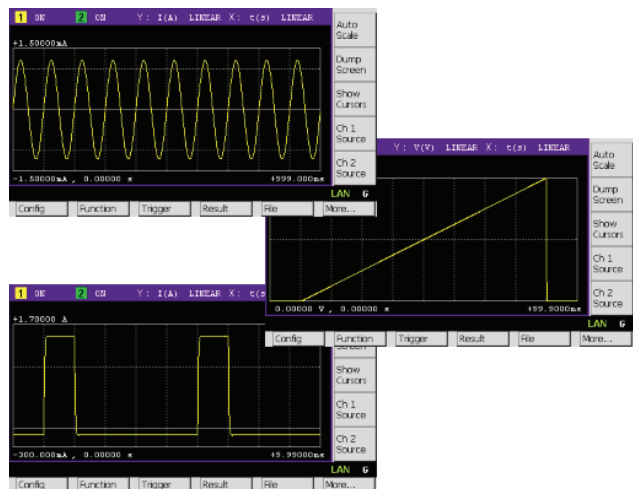 1 ON 2 ON Y: I(A) LINEAR X: t(s) LINEAR
+1.50000mA
-1.50000mA , 0.00000 s +999.000ms
Auto
Scale
Dump
Screen
Show
Cursors
Ch 1
Source
Ch 2
Source
LAN G
Config Function Trigger Result File More...
Y: V(V) LINEAR X: t(s) LINEAR
0.00000 V , 0.00000 s +99.9000ms
Auto
Scale
Dump
Screen
Show
Cursors
Ch 1
Source
Ch 2
Source
LAN G
Config Function Trigger Result File More...
1 ON 2 ON Y: I(A) LINEAR X: t(s
+1.70000 A
-300.000mA , 0.00000 s +9.99000ms
Screen
Show
Cursors
Ch 1
Source
Ch 2
Source
LAN G
Config Function Trigger Result File More...